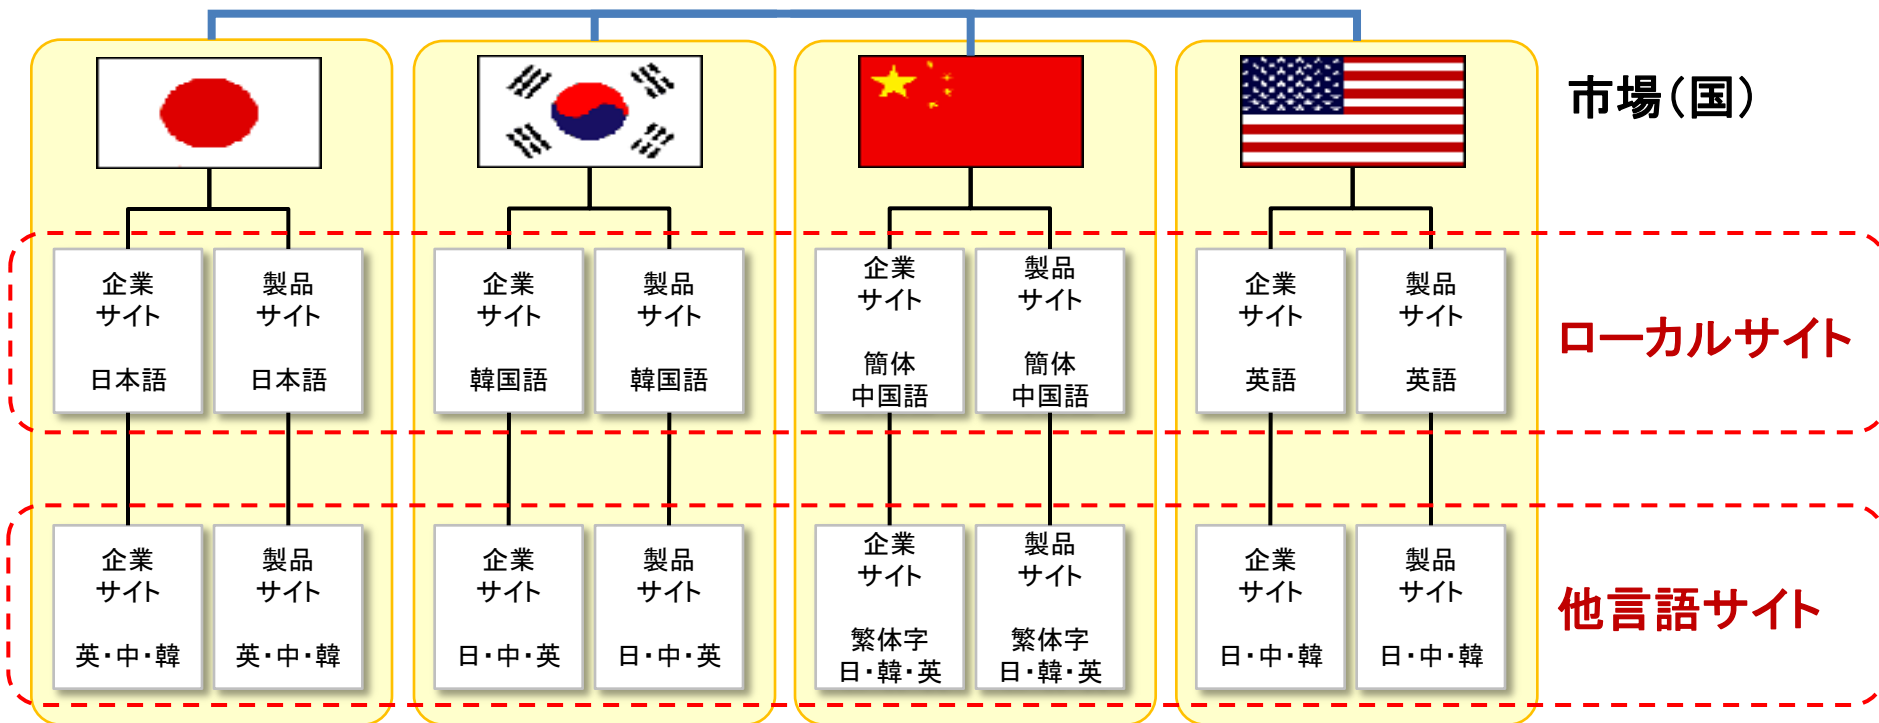 市場（国）
企業
サイト
日本語
製品
サイト
日本語
企業
サイト
韓国語
製品
サイト
韓国語
企業
サイト
簡体
中国語
製品
サイト
簡体
中国語
企業
サイト
英語
製品
サイト
英語
ローカルサイト
企業
サイト
英・中・韓
製品
サイト
英・中・韓
企業
サイト
日・中・英
製品
サイト
日・中・英
企業
サイト
繁体字
日・韓・英
製品
サイト
繁体字
日・韓・英
企業
サイト
日・中・韓
製品
サイト
日・中・韓
他言語サイト